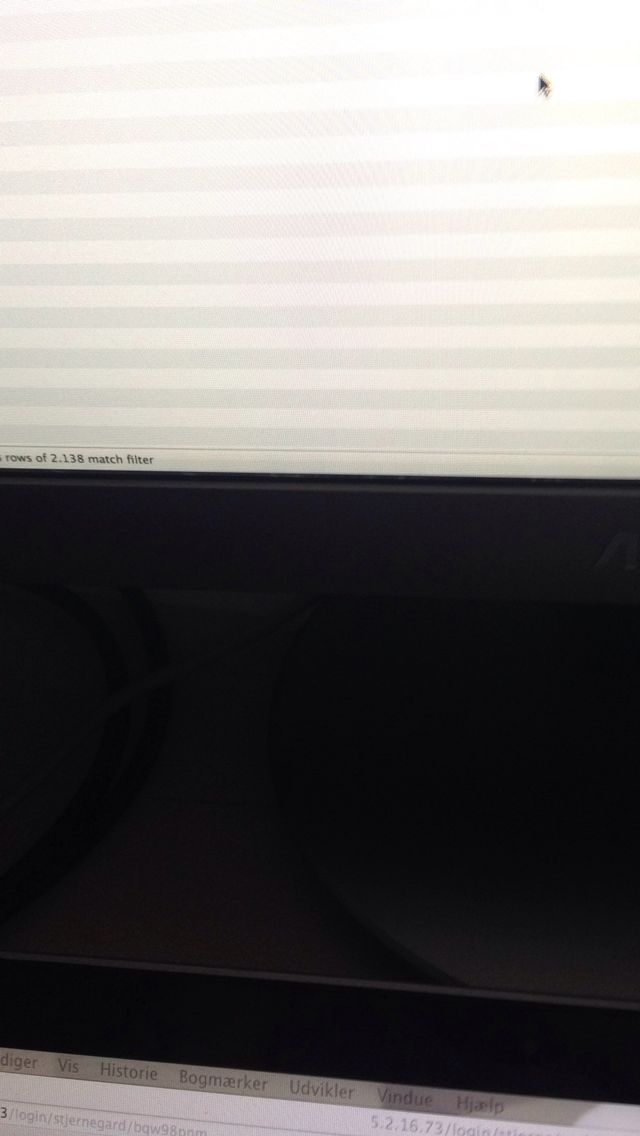 rows of 2.138 match filter
diger Vis Historie Bogmærker Udvikler Vindue Hjælp
3/login/stjernegard/bqw98pnm 5.2.16.73/login/stjer